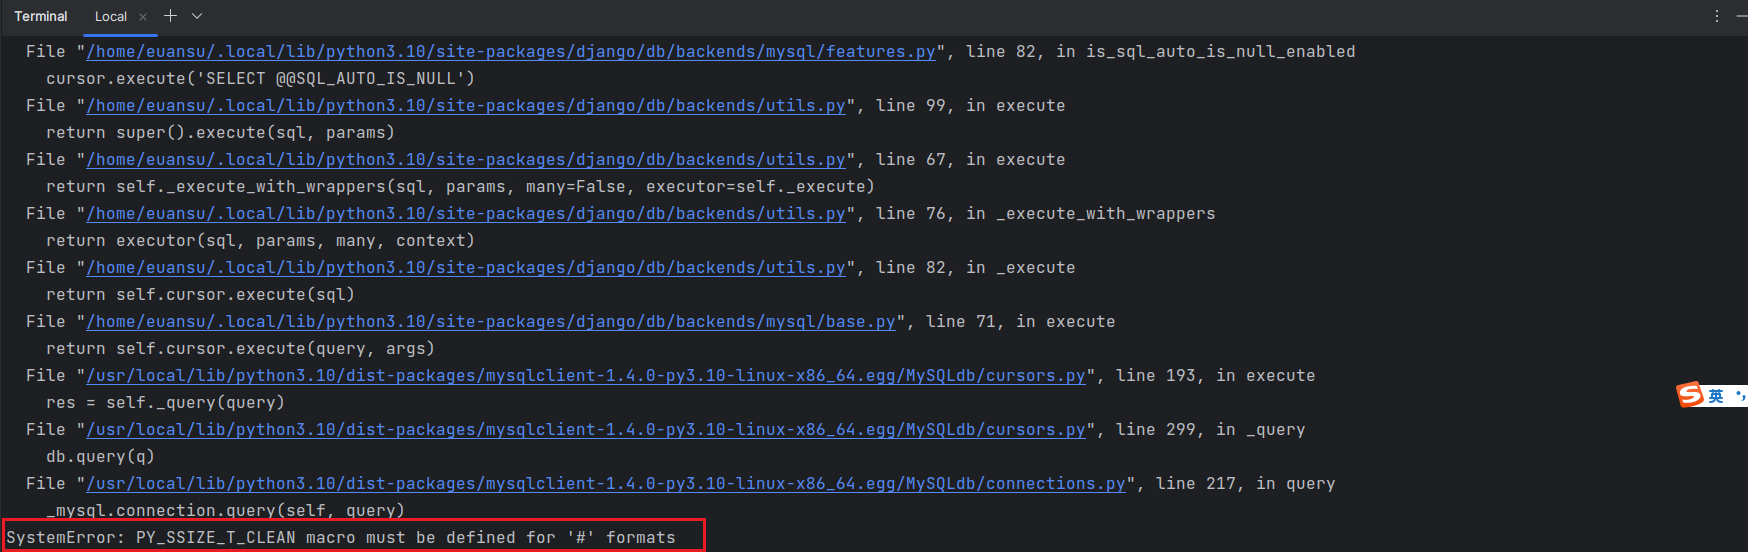 Terminal Local × + ⌄ ⋮ —
File "/home/euansu/.local/lib/python3.10/site-packages/django/db/backends/mysql/features.py", line 82, in is_sql_auto_is_null_enabled
cursor.execute('SELECT @@SQL_AUTO_IS_NULL')
File "/home/euansu/.local/lib/python3.10/site-packages/django/db/backends/utils.py", line 99, in execute
return super().execute(sql, params)
File "/home/euansu/.local/lib/python3.10/site-packages/django/db/backends/utils.py", line 67, in execute
return self._execute_with_wrappers(sql, params, many=False, executor=self._execute)
File "/home/euansu/.local/lib/python3.10/site-packages/django/db/backends/utils.py", line 76, in _execute_with_wrappers
return executor(sql, params, many, context)
File "/home/euansu/.local/lib/python3.10/site-packages/django/db/backends/utils.py", line 82, in _execute
return self.cursor.execute(sql)
File "/home/euansu/.local/lib/python3.10/site-packages/django/db/backends/mysql/base.py", line 71, in execute
return self.cursor.execute(query, args)
File "/usr/local/lib/python3.10/dist-packages/mysqlclient-1.4.0-py3.10-linux-x86_64.egg/MySQLdb/cursors.py", line 193, in execute
英
res = self._query(query)
File "/usr/local/lib/python3.10/dist-packages/mysqlclient-1.4.0-py3.10-linux-x86_64.egg/MySQLdb/cursors.py", line 299, in _query
db.query(q)
File "/usr/local/lib/python3.10/dist-packages/mysqlclient-1.4.0-py3.10-linux-x86_64.egg/MySQLdb/connections.py", line 217, in query
_mysql.connection.query(self, query)
SystemError: PY_SSIZE_T_CLEAN macro must be defined for '#' formats